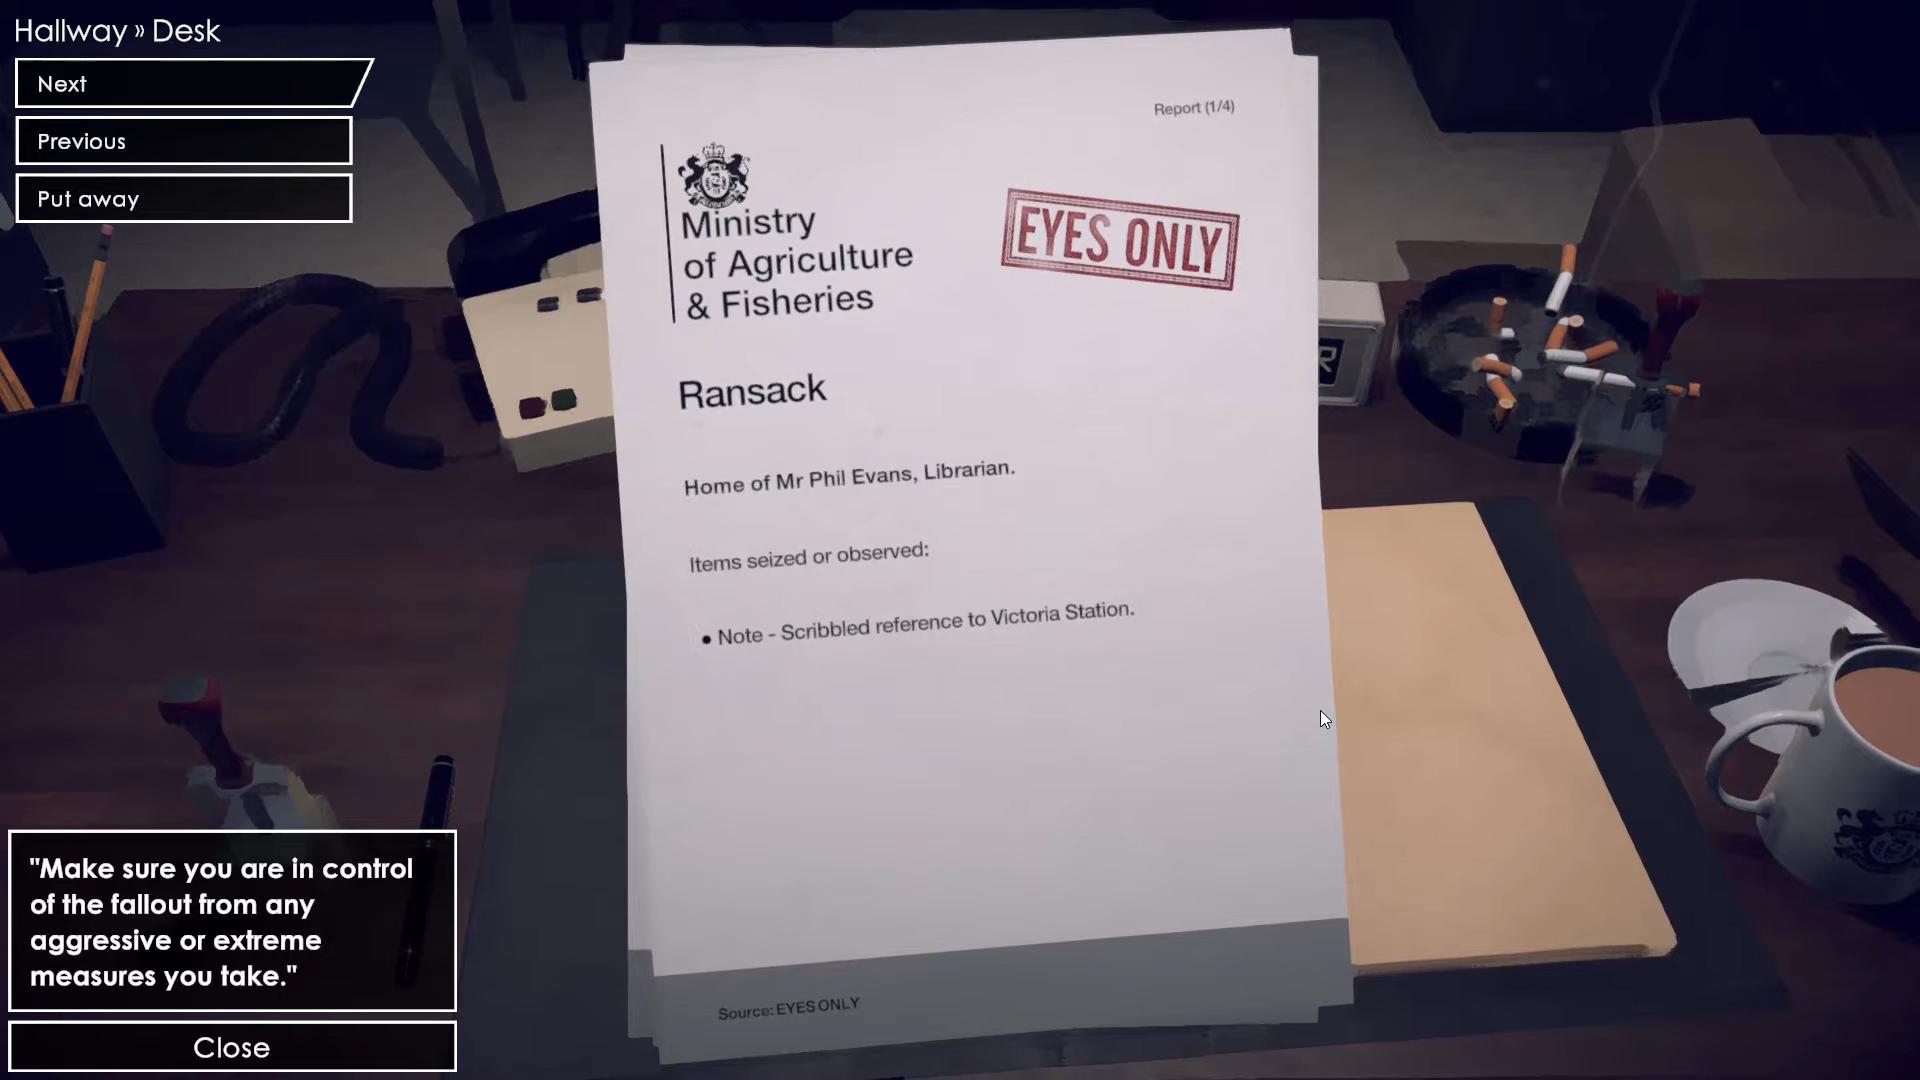 Hallway » Desk
Next
Previous
Put away
Report (1/4)
Ministry
of Agriculture
& Fisheries
EYES ONLY
Ransack
Home of Mr Phil Evans, Librarian.
Items seized or observed:
• Note - Scribbled reference to Victoria Station.
Source: EYES ONLY
R
"Make sure you are in control
of the fallout from any
aggressive or extreme
measures you take."
Close